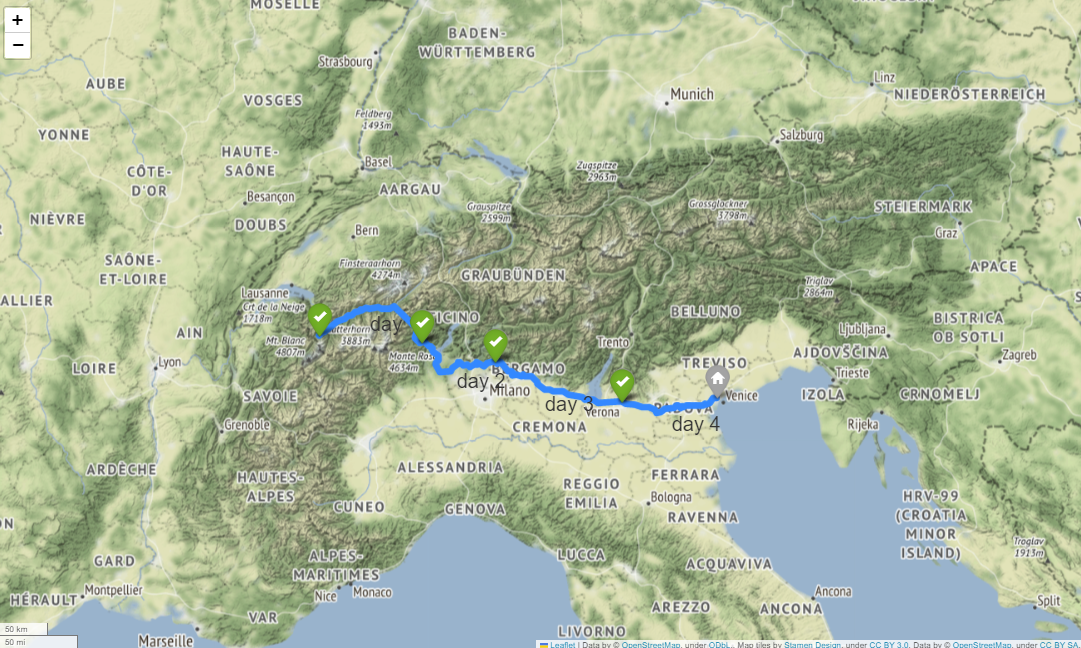 +
−
MOSELLE
BADEN-
WÜRTTEMBERG
Strasbourg
AUBE
VOSGES
Munich
Linz
NIEDERÖSTERREICH
Feldberg
1493m
YONNE
Salzburg
HAUTE-
SAÔNE
Basel
Zugspitze
2963m
CÔTE-
D'OR
AARGAU
Besançon
NIÈVRE
DOUBS
Grauspitze
2599m
Grossglockner
3798m
STEIERMARK
Bern
Graz
SAÔNE-
ET-LOIRE
Finsteraarhorn
4274m
GRAUBÜNDEN
APACE
ALLIER
Lausanne
Crt de la Neige
1718m
Triglav
2864m
TICINO
BELLUNO
BISTRICA
OB SOTLI
AIN
day
Matterhorn
3883m
Mt. Blanc
4807m
Trento
Ljubljana
AJDOVŠČINA
Zagreb
LOIRE
Lyon
Monte Rosa
4634m
BERGAMO
TREVISO
Trieste
day 2
Milano
SAVOIE
day 3
Verona
PADOVA
Venice
IZOLA
CRNOMELJ
Grenoble
CREMONA
day 4
Rijeka
ARDÈCHE
ALESSANDRIA
HAUTES-
ALPES
REGGIO
EMILIA
FERRARA
Bologna
HRV-99
(CROATIA
MINOR
ISLAND)
CUNEO
GENOVA
RAVENNA
Troglav
1913m
GARD
ALPES-
MARITIMES
LUCCA
ACQUAVIVA
Montpellier
HÉRAULT
Nice
Monaco
Ancona
VAR
AREZZO
ANCONA
Split
50 km
50 mi
Marseille
LIVORNO
Leaflet | Data by © OpenStreetMap, under ODbL., Map tiles by Stamen Design, under CC BY 3.0. Data by © OpenStreetMap, under CC BY SA.